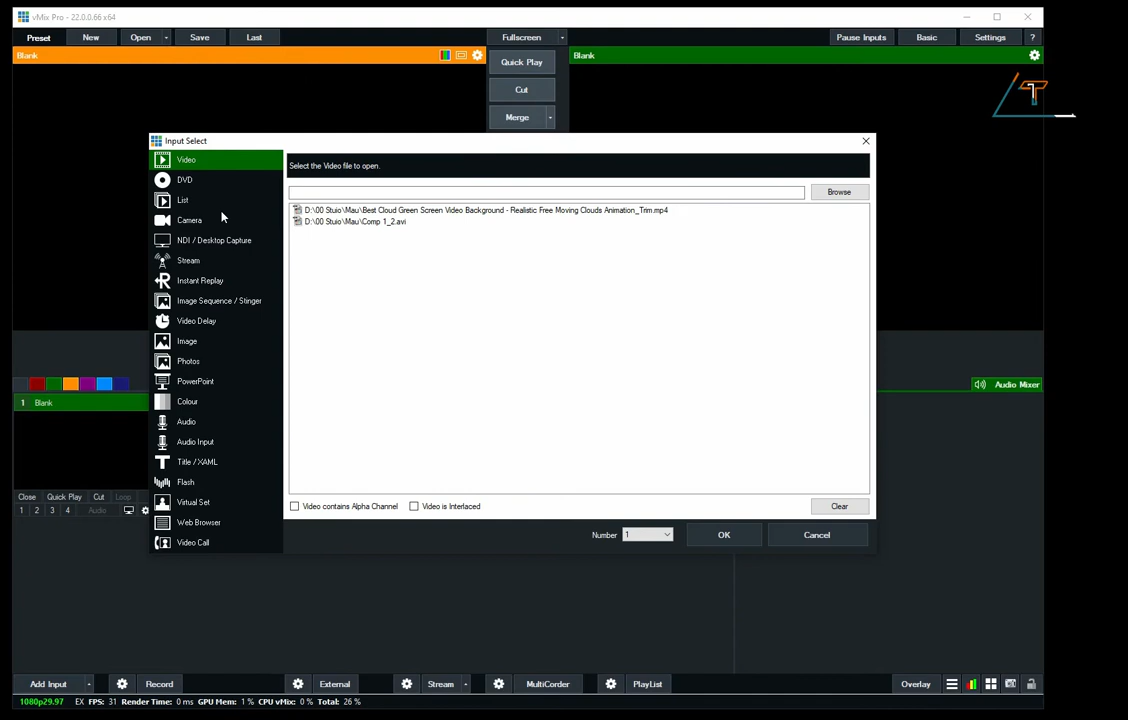 vMix Pro - 22.0.0.66 x64
Preset New Open Save Last Fullscreen Pause Inputs Basic Settings ?
Blank
Blank
Quick Play
Cut
Merge
T
Input Select
Video
DVD
List
Camera
NDI / Desktop Capture
Stream
Instant Replay
Image Sequence / Stinger
Video Delay
Image
Photos
PowerPoint
Colour
Audio
Audio Input
Title / XAML
Flash
Virtual Set
Web Browser
Video Call
Select the Video file to open.
Browse
D:\00 Stuio\Mau\Best Cloud Green Screen Video Background - Realistic Free Moving Clouds Animation_Trim.mp4
D:\00 Stuio\Mau\Comp 1_2.avi
Video contains Alpha Channel Video is Interlaced Clear
Number 1 OK Cancel
Audio Mixer
1 Blank
Close Quick Play Cut Loop
1 2 3 4 Audio
Add Input Record External Stream MultiCorder PlayList Overlay
1080p29.97 EX FPS: 31 Render Time: 0 ms GPU Mem: 1 % CPU vMix: 0 % Total: 26 %